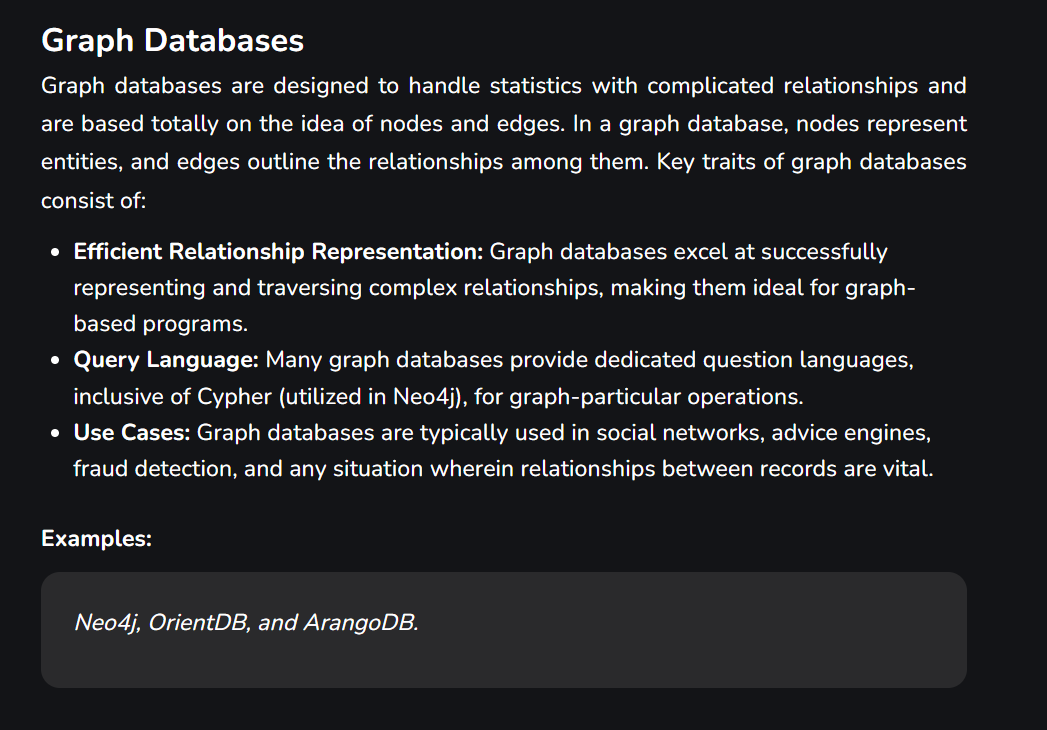 Graph Databases
Graph databases are designed to handle statistics with complicated relationships and
are based totally on the idea of nodes and edges. In a graph database, nodes represent
entities, and edges outline the relationships among them. Key traits of graph databases
consist of:
• Efficient Relationship Representation: Graph databases excel at successfully
representing and traversing complex relationships, making them ideal for graph-
based programs.
• Query Language: Many graph databases provide dedicated question languages,
inclusive of Cypher (utilized in Neo4j), for graph-particular operations.
• Use Cases: Graph databases are typically used in social networks, advice engines,
fraud detection, and any situation wherein relationships between records are vital.
Examples:
Neo4j, OrientDB, and ArangoDB.